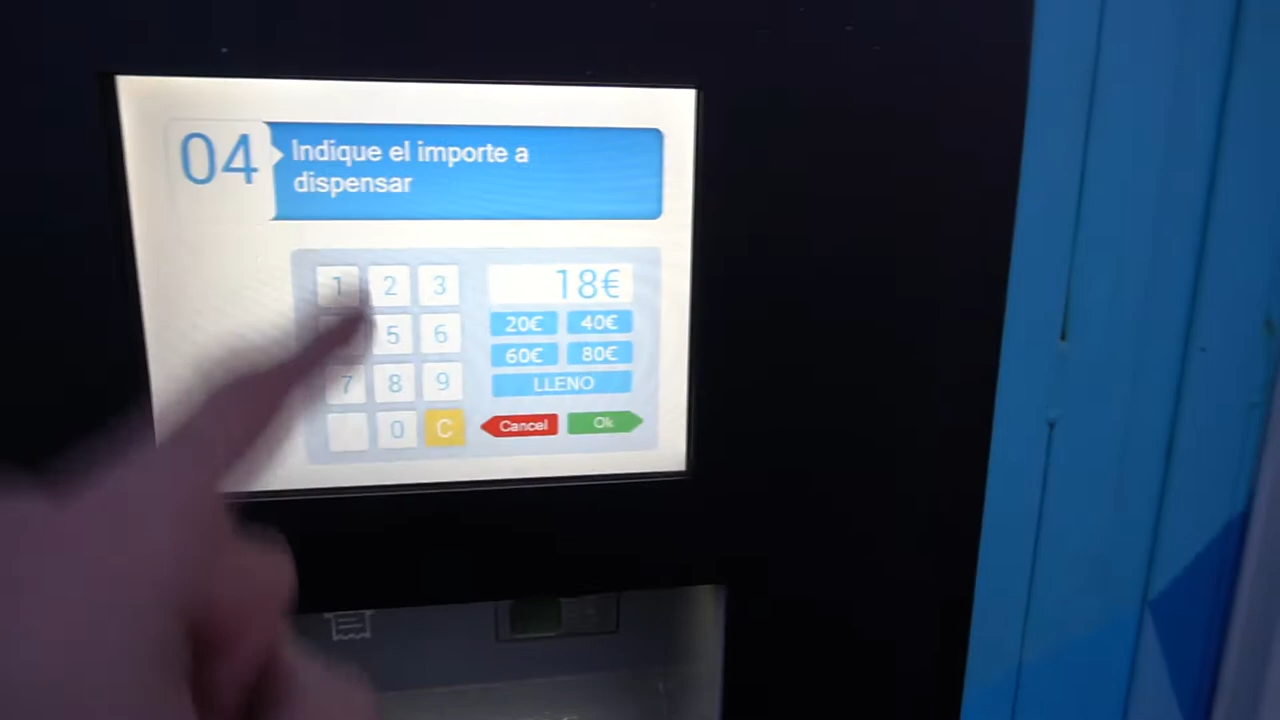 04
Indique el importe a
dispensar
1 2 3
18€
5 6
20€ 40€
60€ 80€
7 8 9
LLENO
0 C
Cancel Ok